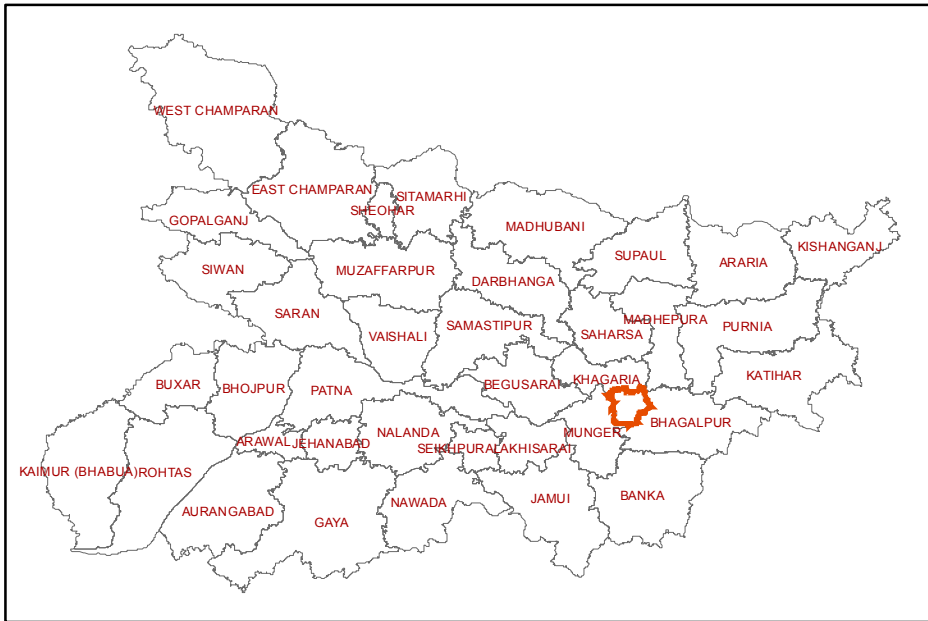 WEST CHAMPARAN
EAST CHAMPARAN
SITAMARHI
SHEOHAR
GOPALGANJ
MADHUBANI
KISHANGANJ
SUPAUL
ARARIA
SIWAN
MUZAFFARPUR
DARBHANGA
SARAN
MADHEPURA
SAMASTIPUR
PURNIA
SAHARSA
VAISHALI
KATIHAR
KHAGARIA
BUXAR
BHOJPUR
PATNA
BEGUSARAI
BHAGALPUR
NALANDA
MUNGER
ARAWAL
JEHANABAD
SEIKHPURA
LAKHISARAI
KAIMUR (BHABUA)
ROHTAS
BANKA
JAMUI
NAWADA
AURANGABAD
GAYA